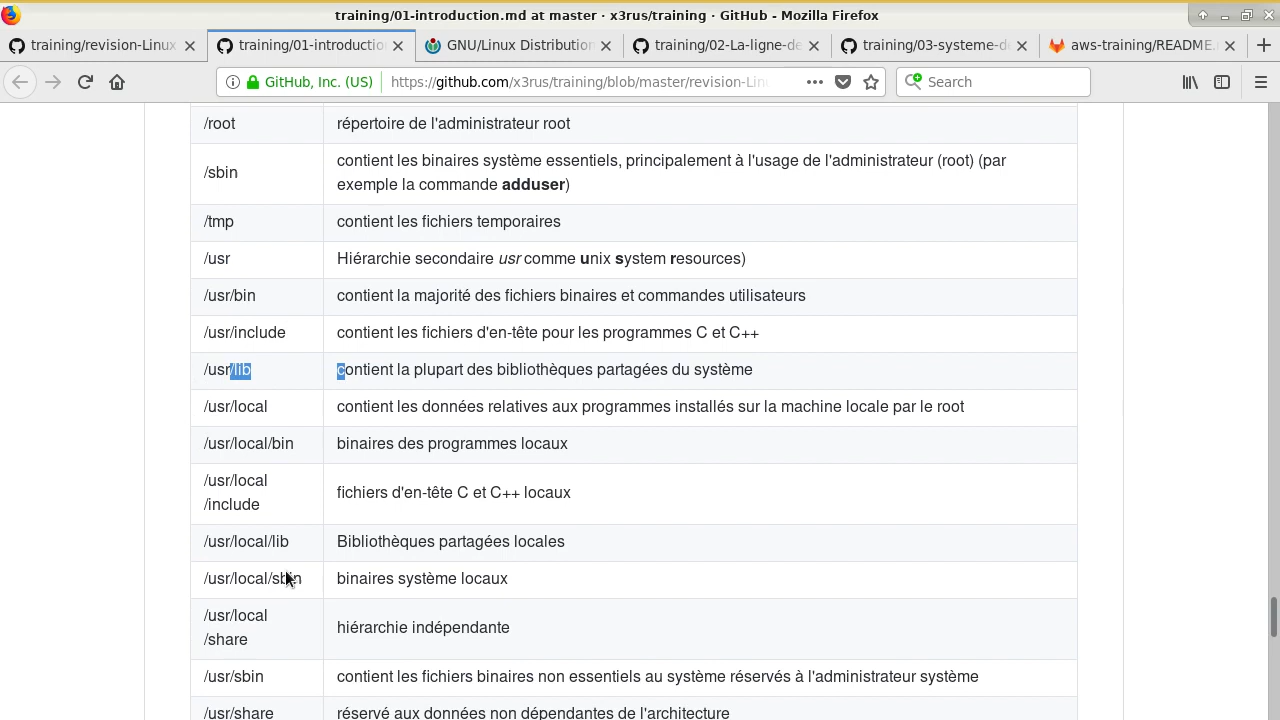 training/01-introduction.md at master · x3rus/training · GitHub - Mozilla Firefox
training/revision-Linux
training/01-introductio
GNU/Linux Distribution
training/02-La-ligne-de
training/03-systeme-d
aws-training/README.
GitHub, Inc. (US)
https://github.com/x3rus/training/blob/master/revision-Lin
Search
/root répertoire de l'administrateur root
/sbin contient les binaires système essentiels, principalement à l'usage de l'administrateur (root) (par
exemple la commande adduser)
/tmp contient les fichiers temporaires
/usr Hiérarchie secondaire usr comme unix system resources)
/usr/bin contient la majorité des fichiers binaires et commandes utilisateurs
/usr/include contient les fichiers d'en-tête pour les programmes C et C++
/usr/lib contient la plupart des bibliothèques partagées du système
/usr/local contient les données relatives aux programmes installés sur la machine locale par le root
/usr/local/bin binaires des programmes locaux
/usr/local
/include fichiers d'en-tête C et C++ locaux
/usr/local/lib Bibliothèques partagées locales
/usr/local/sbin binaires système locaux
/usr/local
/share hiérarchie indépendante
/usr/sbin contient les fichiers binaires non essentiels au système réservés à l'administrateur système
/usr/share réservé aux données non dépendantes de l'architecture